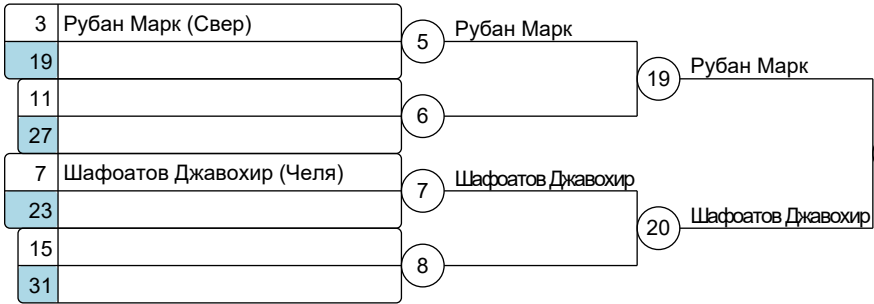 3 Рубан Марк (Свер)
5 Рубан Марк
19
19 Рубан Марк
11
6
27
7 Шафоатов Джавохир (Челя)
7 Шафоатов Джавохир
23
20 Шафоатов Джавохир
15
8
31